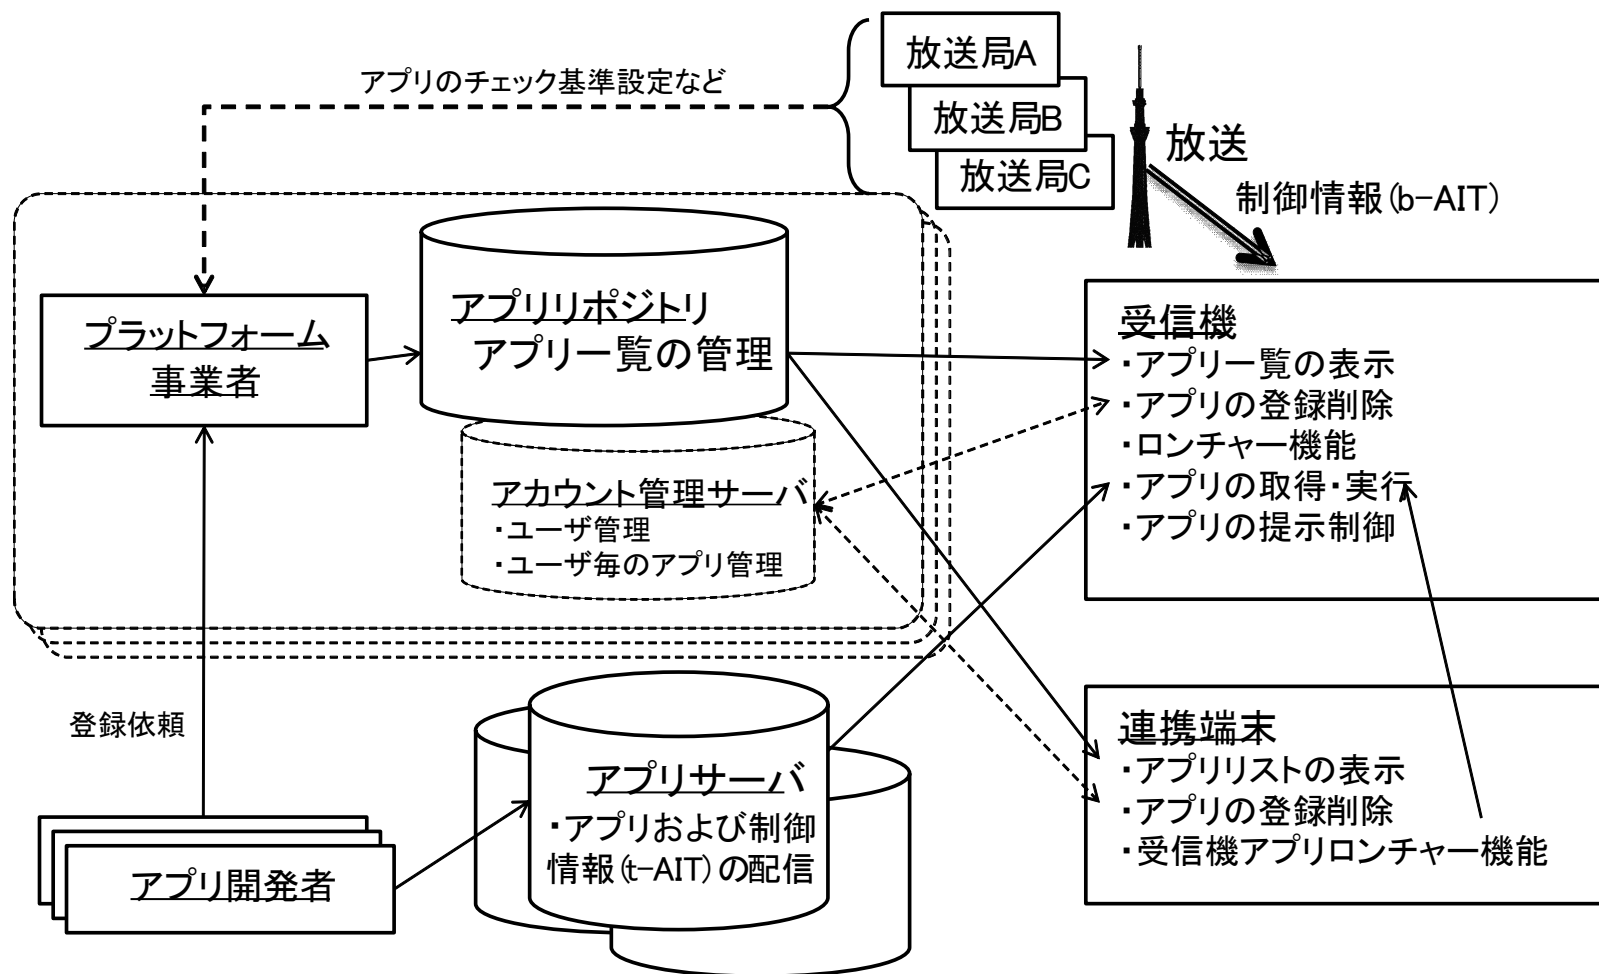 放送局A
放送局B
放送局C
アプリのチェック基準設定など
放送
制御情報(b-AIT)
プラットフォーム
事業者
アプリリポジトリ
アプリ一覧の管理
アカウント管理サーバ
・ユーザ管理
・ユーザ毎のアプリ管理
受信機
・アプリ一覧の表示
・アプリの登録削除
・ロンチャー機能
・アプリの取得・実行
・アプリの提示制御
登録依頼
アプリ開発者
アプリサーバ
・アプリおよび制御
情報(t-AIT)の配信
連携端末
・アプリリストの表示
・アプリの登録削除
・受信機アプリロンチャー機能